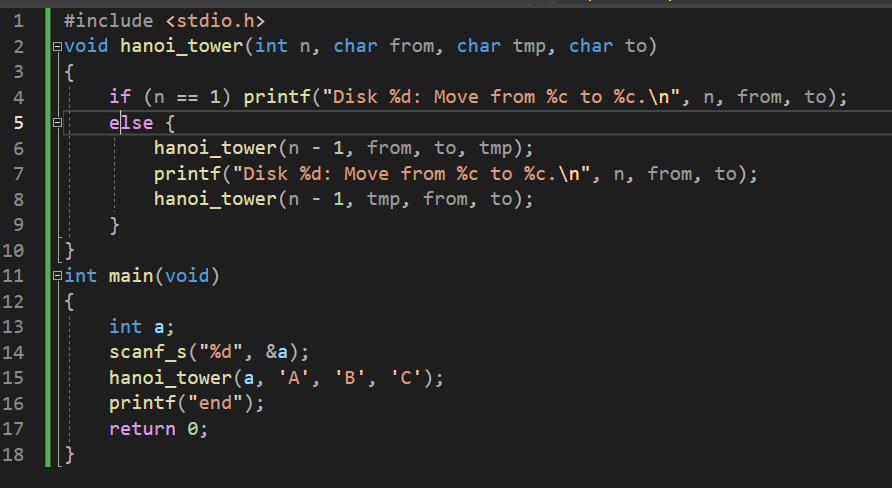 1 #include <stdio.h>
2 void hanoi_tower(int n, char from, char tmp, char to)
3 {
4 if (n == 1) printf("Disk %d: Move from %c to %c.\n", n, from, to);
5 else {
6 hanoi_tower(n - 1, from, to, tmp);
7 printf("Disk %d: Move from %c to %c.\n", n, from, to);
8 hanoi_tower(n - 1, tmp, from, to);
9 }
10 }
11 int main(void)
12 {
13 int a;
14 scanf_s("%d", &a);
15 hanoi_tower(a, 'A', 'B', 'C');
16 printf("end");
17 return 0;
18 }